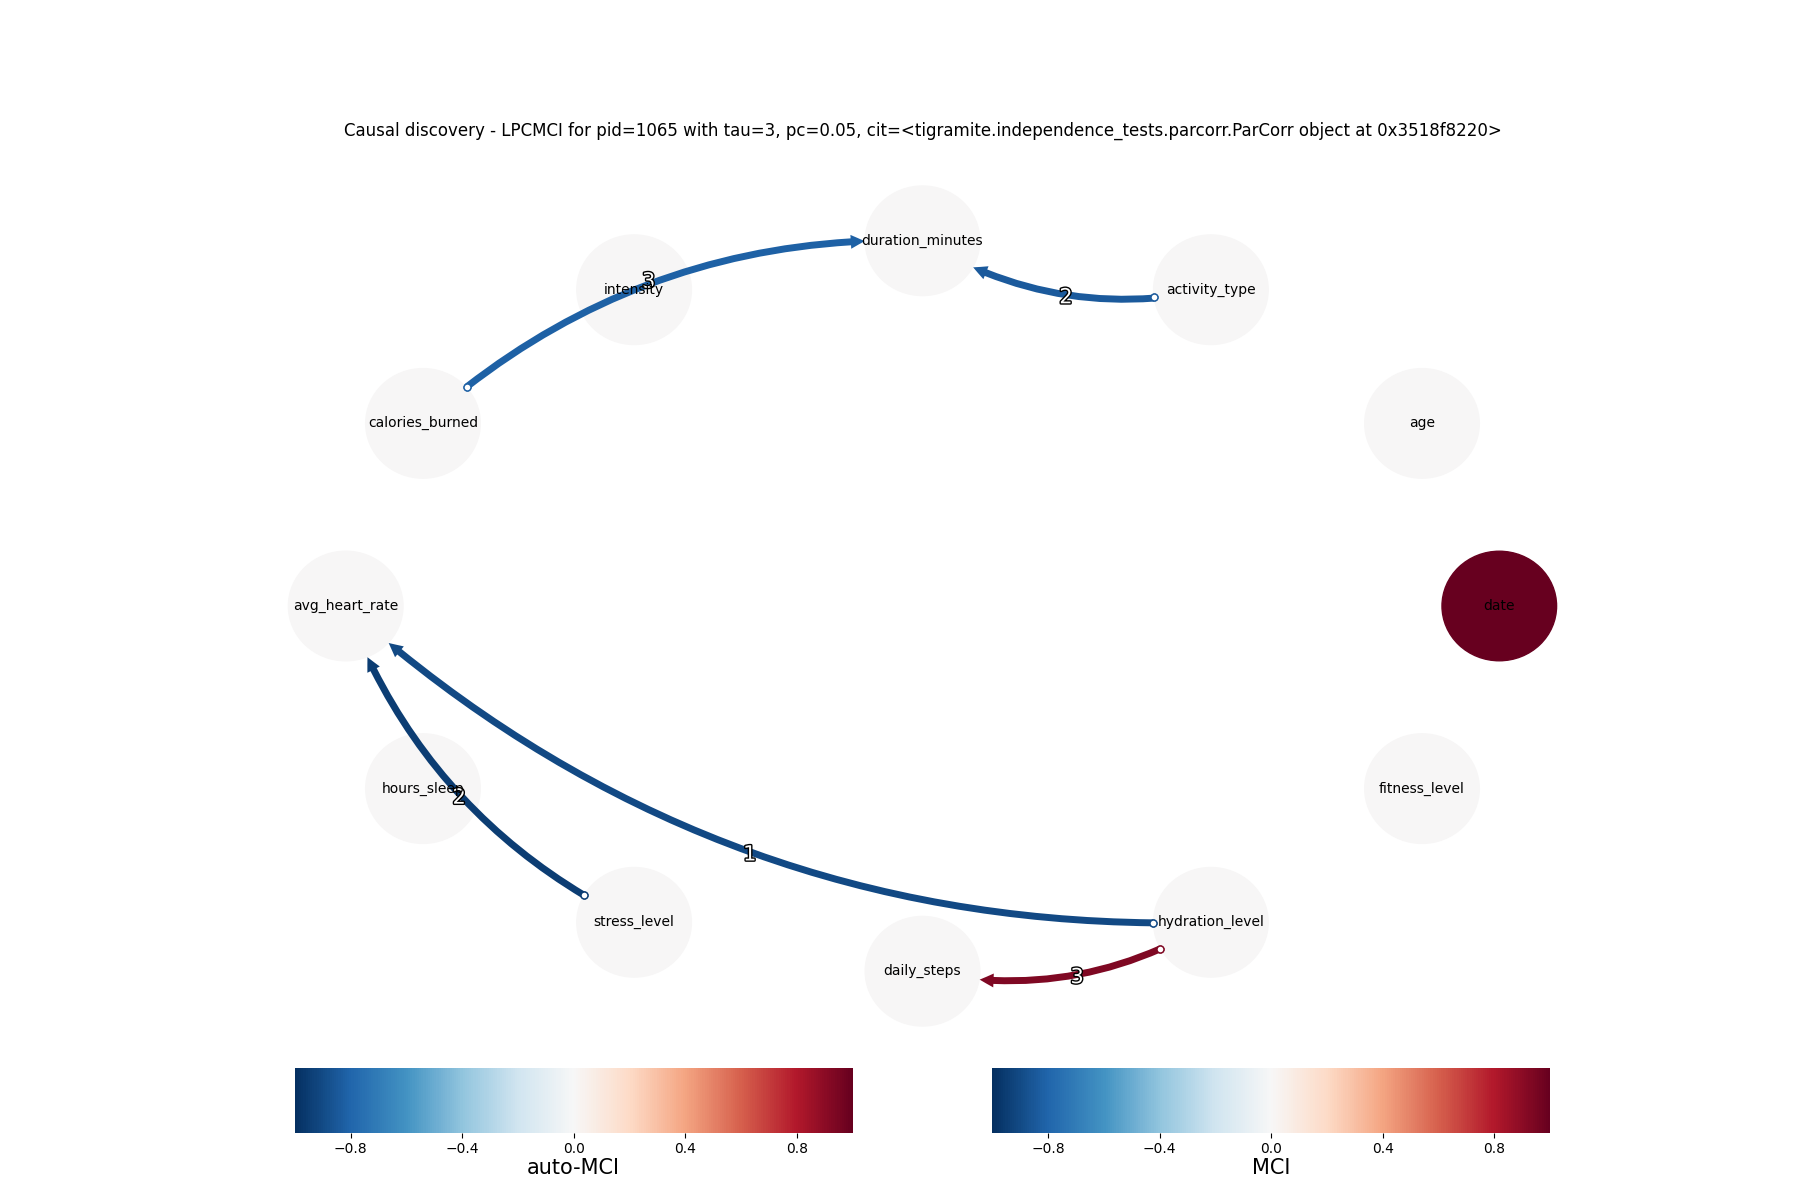 Causal discovery - LPCMCI for pid=1065 with tau=3, pc=0.05, cit=<tigramite.independence_tests.parcorr.ParCorr object at 0x3518f8220>
duration_minutes
3
intensity
2
activity_type
calories_burned
age
avg_heart_rate
date
hours_sleep
2
fitness_level
1
stress_level
hydration_level
daily_steps
3
−0.8 −0.4 0.0 0.4 0.8
auto-MCI
−0.8 −0.4 0.0 0.4 0.8
MCI